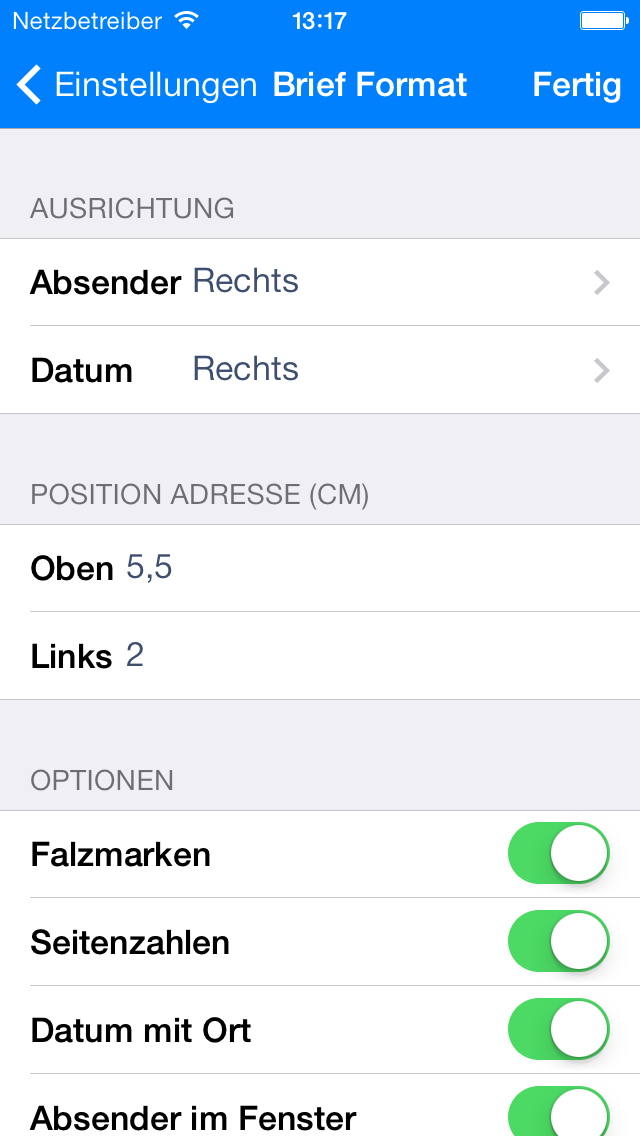 Netzbetreiber 13:17
Einstellungen Brief Format Fertig
AUSRICHTUNG
Absender Rechts
Datum Rechts
POSITION ADRESSE (CM)
Oben 5,5
Links 2
OPTIONEN
Falzmarken
Seitenzahlen
Datum mit Ort
Absender im Fenster